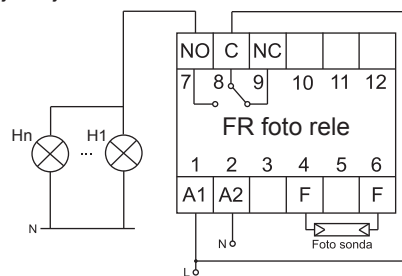 NO C NC
7 8 9 10 11 12
FR foto rele
Hn ... H1
1 2 3 4 5 6
A1 A2 F F
N
N
Foto sonda
L